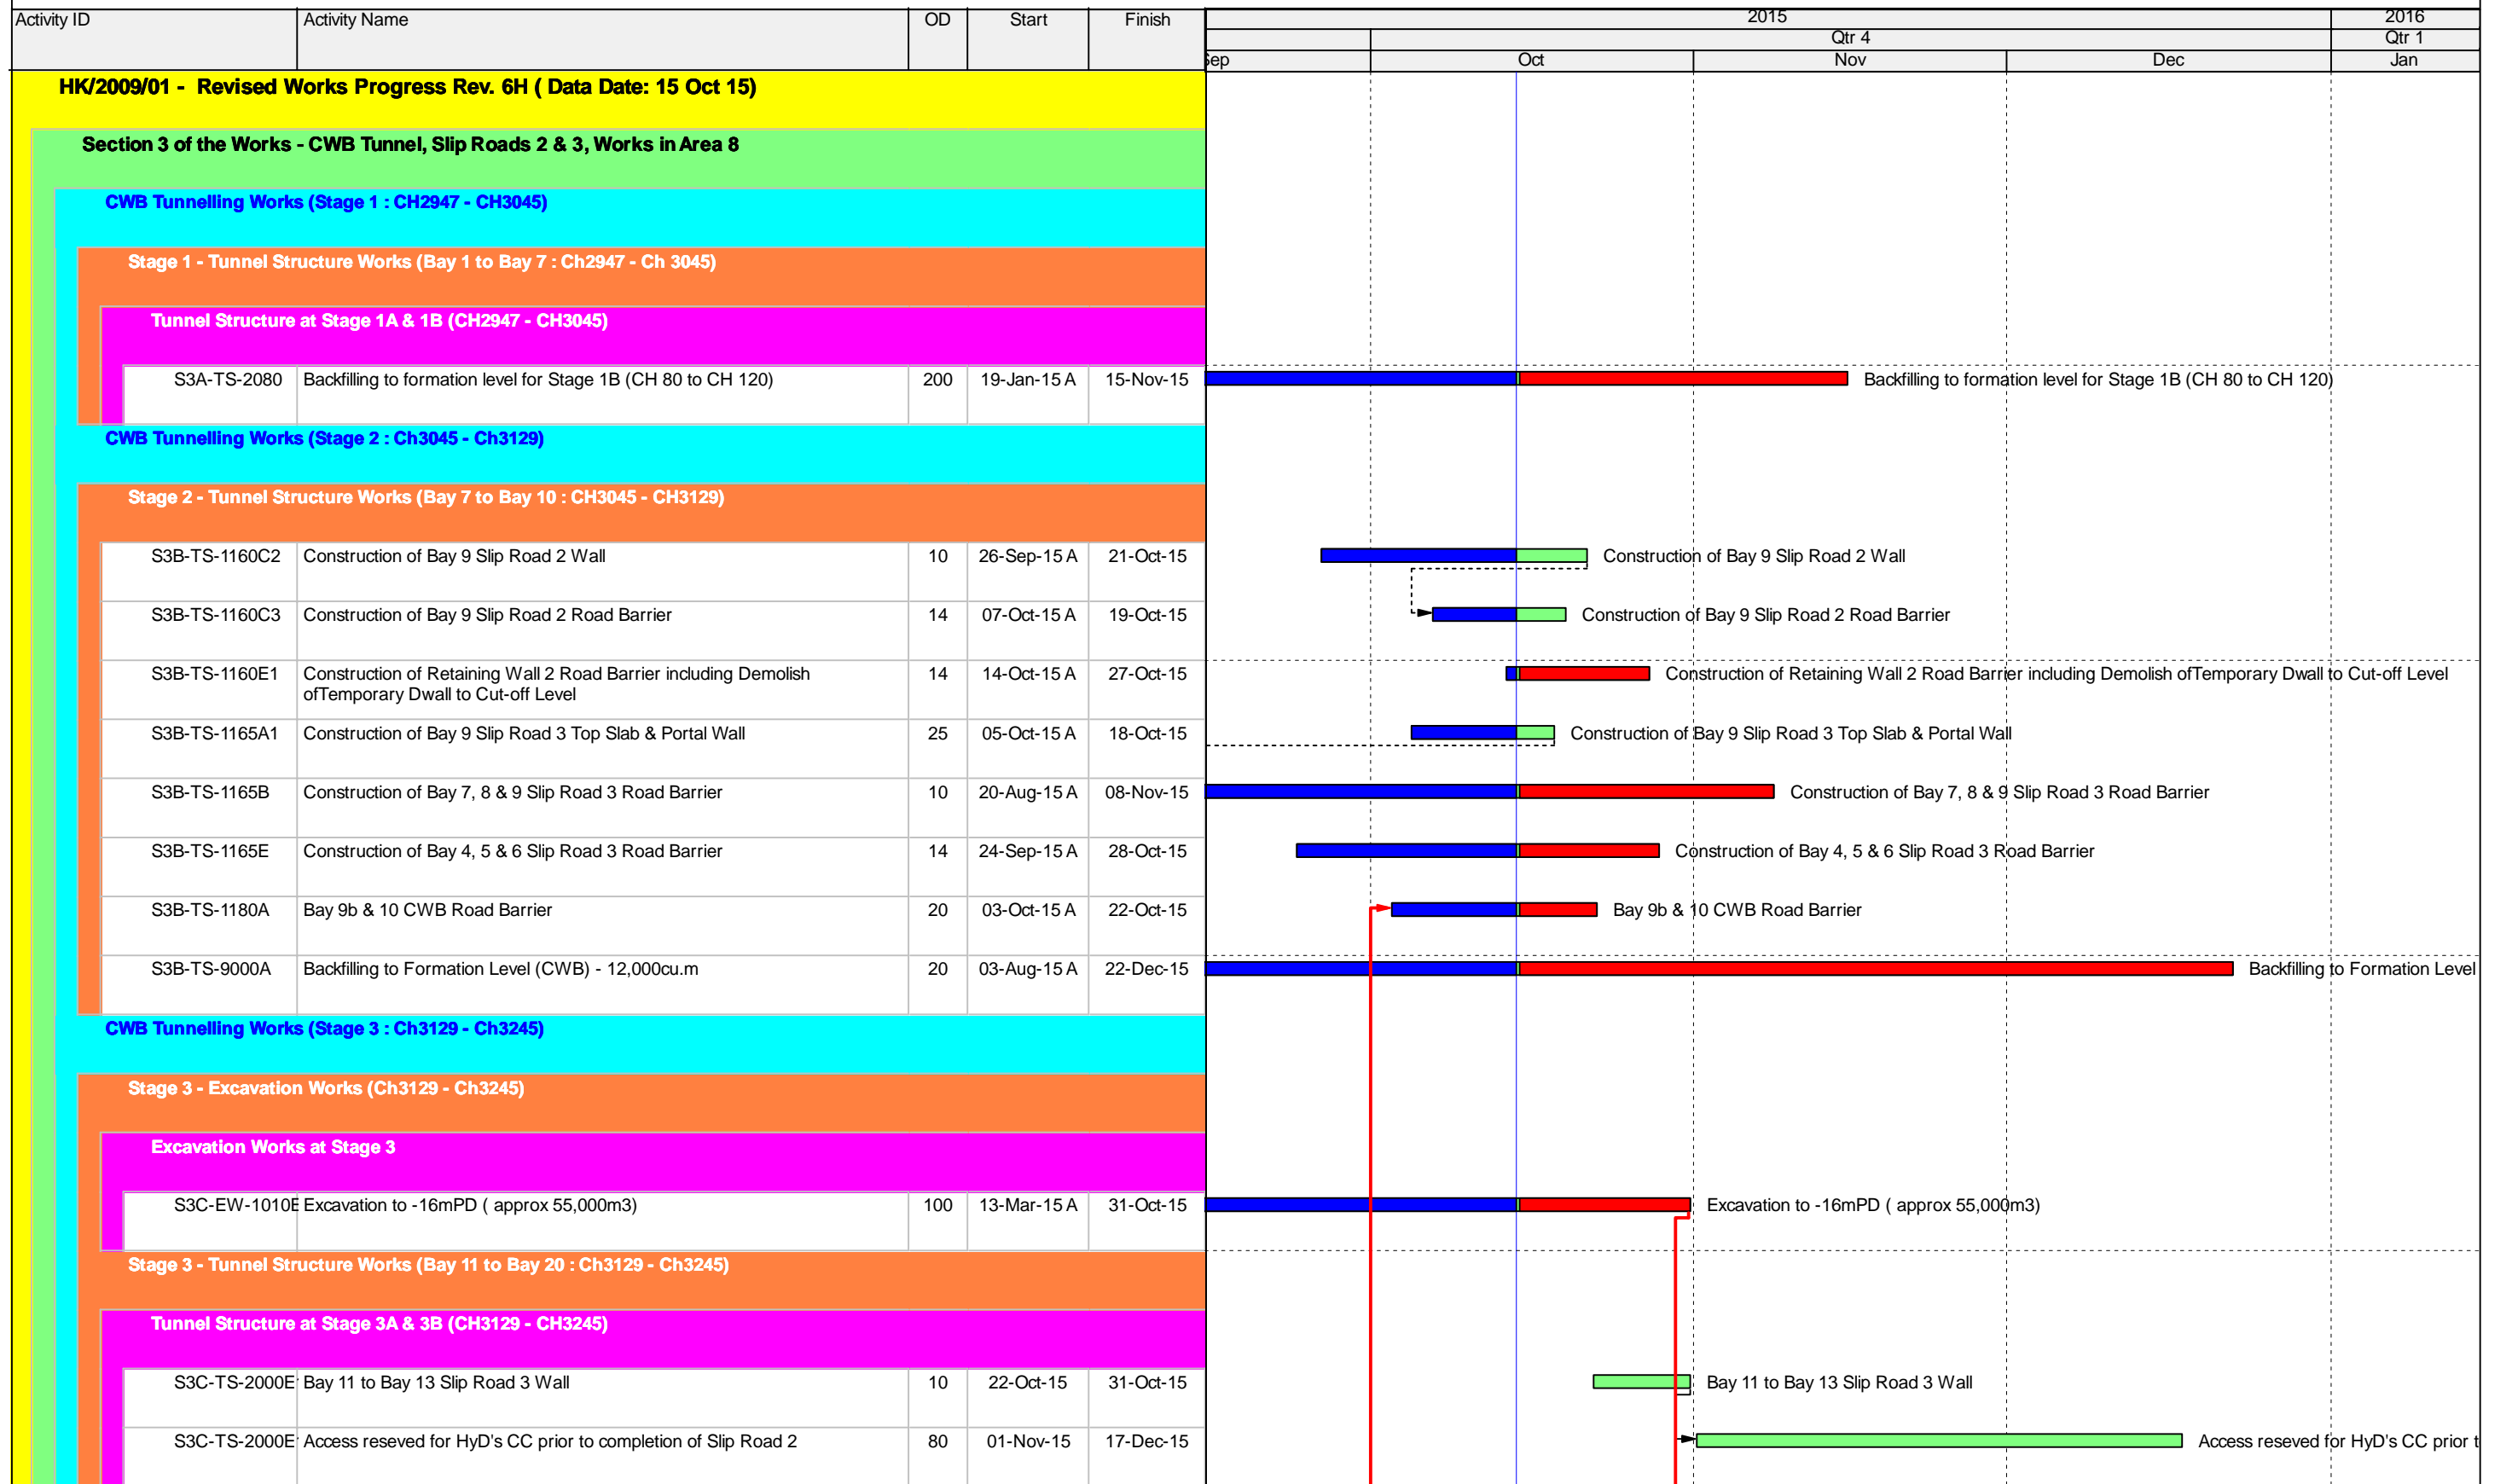 Activity ID Activity Name OD Start Finish 2015 2016
Qtr 4 Qtr 1
Sep Oct Nov Dec Jan
HK/2009/01 - Revised Works Progress Rev. 6H ( Data Date: 15 Oct 15)
Section 3 of the Works - CWB Tunnel, Slip Roads 2 & 3, Works in Area 8
CWB Tunnelling Works (Stage 1 : CH2947 - CH3045)
Stage 1 - Tunnel Structure Works (Bay 1 to Bay 7 : Ch2947 - Ch 3045)
Tunnel Structure at Stage 1A & 1B (CH2947 - CH3045)
S3A-TS-2080 Backfilling to formation level for Stage 1B (CH 80 to CH 120) 200 19-Jan-15 A 15-Nov-15 Backfilling to formation level for Stage 1B (CH 80 to CH 120)
CWB Tunnelling Works (Stage 2 : Ch3045 - Ch3129)
Stage 2 - Tunnel Structure Works (Bay 7 to Bay 10 : CH3045 - CH3129)
S3B-TS-1160C2 Construction of Bay 9 Slip Road 2 Wall 10 26-Sep-15 A 21-Oct-15 Construction of Bay 9 Slip Road 2 Wall
S3B-TS-1160C3 Construction of Bay 9 Slip Road 2 Road Barrier 14 07-Oct-15 A 19-Oct-15 Construction of Bay 9 Slip Road 2 Road Barrier
S3B-TS-1160E1 Construction of Retaining Wall 2 Road Barrier including Demolish 14 14-Oct-15 A 27-Oct-15 Construction of Retaining Wall 2 Road Barrier including Demolish ofTemporary Dwall to Cut-off Level
ofTemporary Dwall to Cut-off Level
S3B-TS-1165A1 Construction of Bay 9 Slip Road 3 Top Slab & Portal Wall 25 05-Oct-15 A 18-Oct-15 Construction of Bay 9 Slip Road 3 Top Slab & Portal Wall
S3B-TS-1165B Construction of Bay 7, 8 & 9 Slip Road 3 Road Barrier 10 20-Aug-15 A 08-Nov-15 Construction of Bay 7, 8 & 9 Slip Road 3 Road Barrier
S3B-TS-1165E Construction of Bay 4, 5 & 6 Slip Road 3 Road Barrier 14 24-Sep-15 A 28-Oct-15 Construction of Bay 4, 5 & 6 Slip Road 3 Road Barrier
S3B-TS-1180A Bay 9b & 10 CWB Road Barrier 20 03-Oct-15 A 22-Oct-15 Bay 9b & 10 CWB Road Barrier
S3B-TS-9000A Backfilling to Formation Level (CWB) - 12,000cu.m 20 03-Aug-15 A 22-Dec-15 Backfilling to Formation Level
CWB Tunnelling Works (Stage 3 : Ch3129 - Ch3245)
Stage 3 - Excavation Works (Ch3129 - Ch3245)
Excavation Works at Stage 3
S3C-EW-1010E Excavation to -16mPD ( approx 55,000m3) 100 13-Mar-15 A 31-Oct-15 Excavation to -16mPD ( approx 55,000m3)
Stage 3 - Tunnel Structure Works (Bay 11 to Bay 20 : Ch3129 - Ch3245)
Tunnel Structure at Stage 3A & 3B (CH3129 - CH3245)
S3C-TS-2000E Bay 11 to Bay 13 Slip Road 3 Wall 10 22-Oct-15 31-Oct-15 Bay 11 to Bay 13 Slip Road 3 Wall
S3C-TS-2000E Access reseved for HyD's CC prior to completion of Slip Road 2 80 01-Nov-15 17-Dec-15 Access reseved for HyD's CC prior t